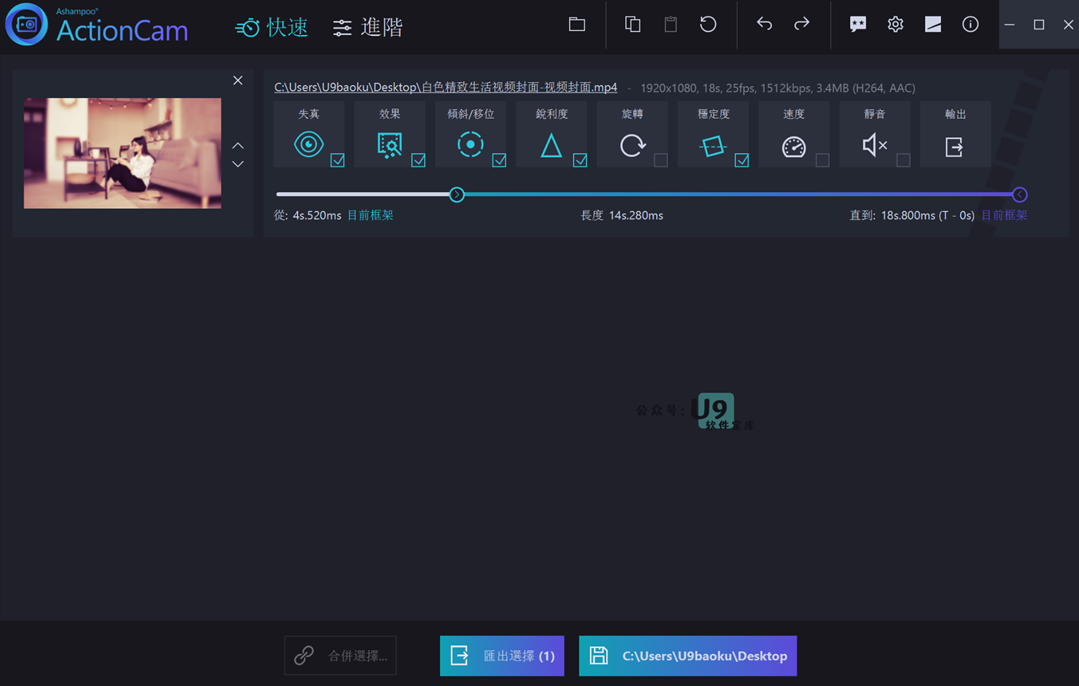 Ashampoo®
ActionCam
快速
進階
C:\Users\U9baoku\Desktop\白色精致生活视频封面-视频封面.mp4 - 1920x1080, 18s, 25fps, 1512kbps, 3.4MB (H264, AAC)
失真
效果
傾斜/移位
銳利度
旋轉
穩定度
速度
靜音
輸出
從: 4s.520ms 目前框架
長度 14s.280ms
直到: 18s.800ms (T - 0s) 目前框架
公众号:
U9
软件宝库
合併選擇...
匯出選擇 (1)
C:\Users\U9baoku\Desktop